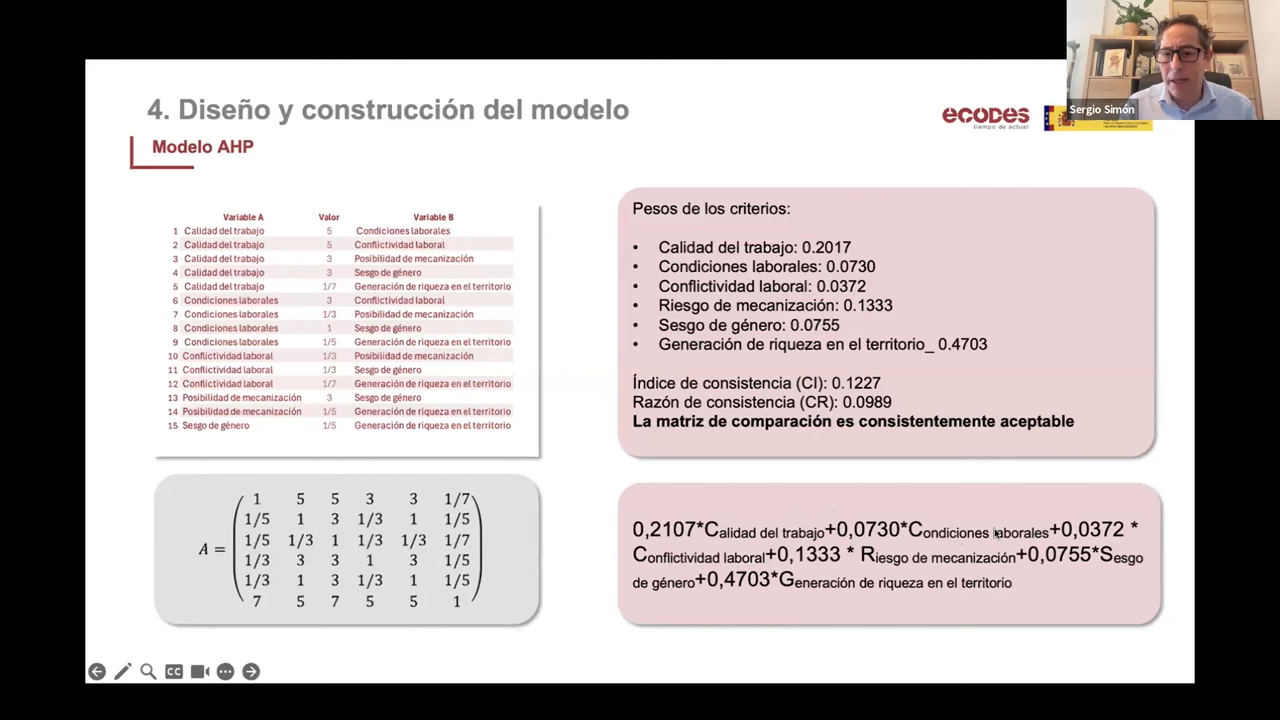 Sergio Simón
4. Diseño y construcción del modelo
ecodes
tiempo de actuar
Modelo AHP
Variable A Valor Variable B
1 Calidad del trabajo 5 Condiciones laborales
2 Calidad del trabajo 5 Conflictividad laboral
3 Calidad del trabajo 3 Posibilidad de mecanización
4 Calidad del trabajo 3 Sesgo de género
5 Calidad del trabajo 1/7 Generación de riqueza en el territorio
6 Condiciones laborales 3 Conflictividad laboral
7 Condiciones laborales 1/3 Posibilidad de mecanización
8 Condiciones laborales 1 Sesgo de género
9 Condiciones laborales 1/5 Generación de riqueza en el territorio
10 Conflictividad laboral 1/3 Posibilidad de mecanización
11 Conflictividad laboral 1/3 Sesgo de género
12 Conflictividad laboral 1/7 Generación de riqueza en el territorio
13 Posibilidad de mecanización 3 Sesgo de género
14 Posibilidad de mecanización 1/5 Generación de riqueza en el territorio
15 Sesgo de género 1/5 Generación de riqueza en el territorio
Pesos de los criterios:
• Calidad del trabajo: 0.2017
• Condiciones laborales: 0.0730
• Conflictividad laboral: 0.0372
• Riesgo de mecanización: 0.1333
• Sesgo de género: 0.0755
• Generación de riqueza en el territorio_ 0.4703
Índice de consistencia (CI): 0.1227
Razón de consistencia (CR): 0.0989
La matriz de comparación es consistentemente aceptable
1 5 5 3 3 1/7
1/5 1 3 1/3 1 1/5
A = 1/5 1/3 1 1/3 1/3 1/7
1/3 3 3 1 3 1/5
1/3 1 3 1/3 1 1/5
7 5 7 5 5 1
0,2107*Calidad del trabajo+0,0730*Condiciones laborales+0,0372 *
Conflictividad laboral+0,1333 * Riesgo de mecanización+0,0755*Sesgo
de género+0,4703*Generación de riqueza en el territorio
CC